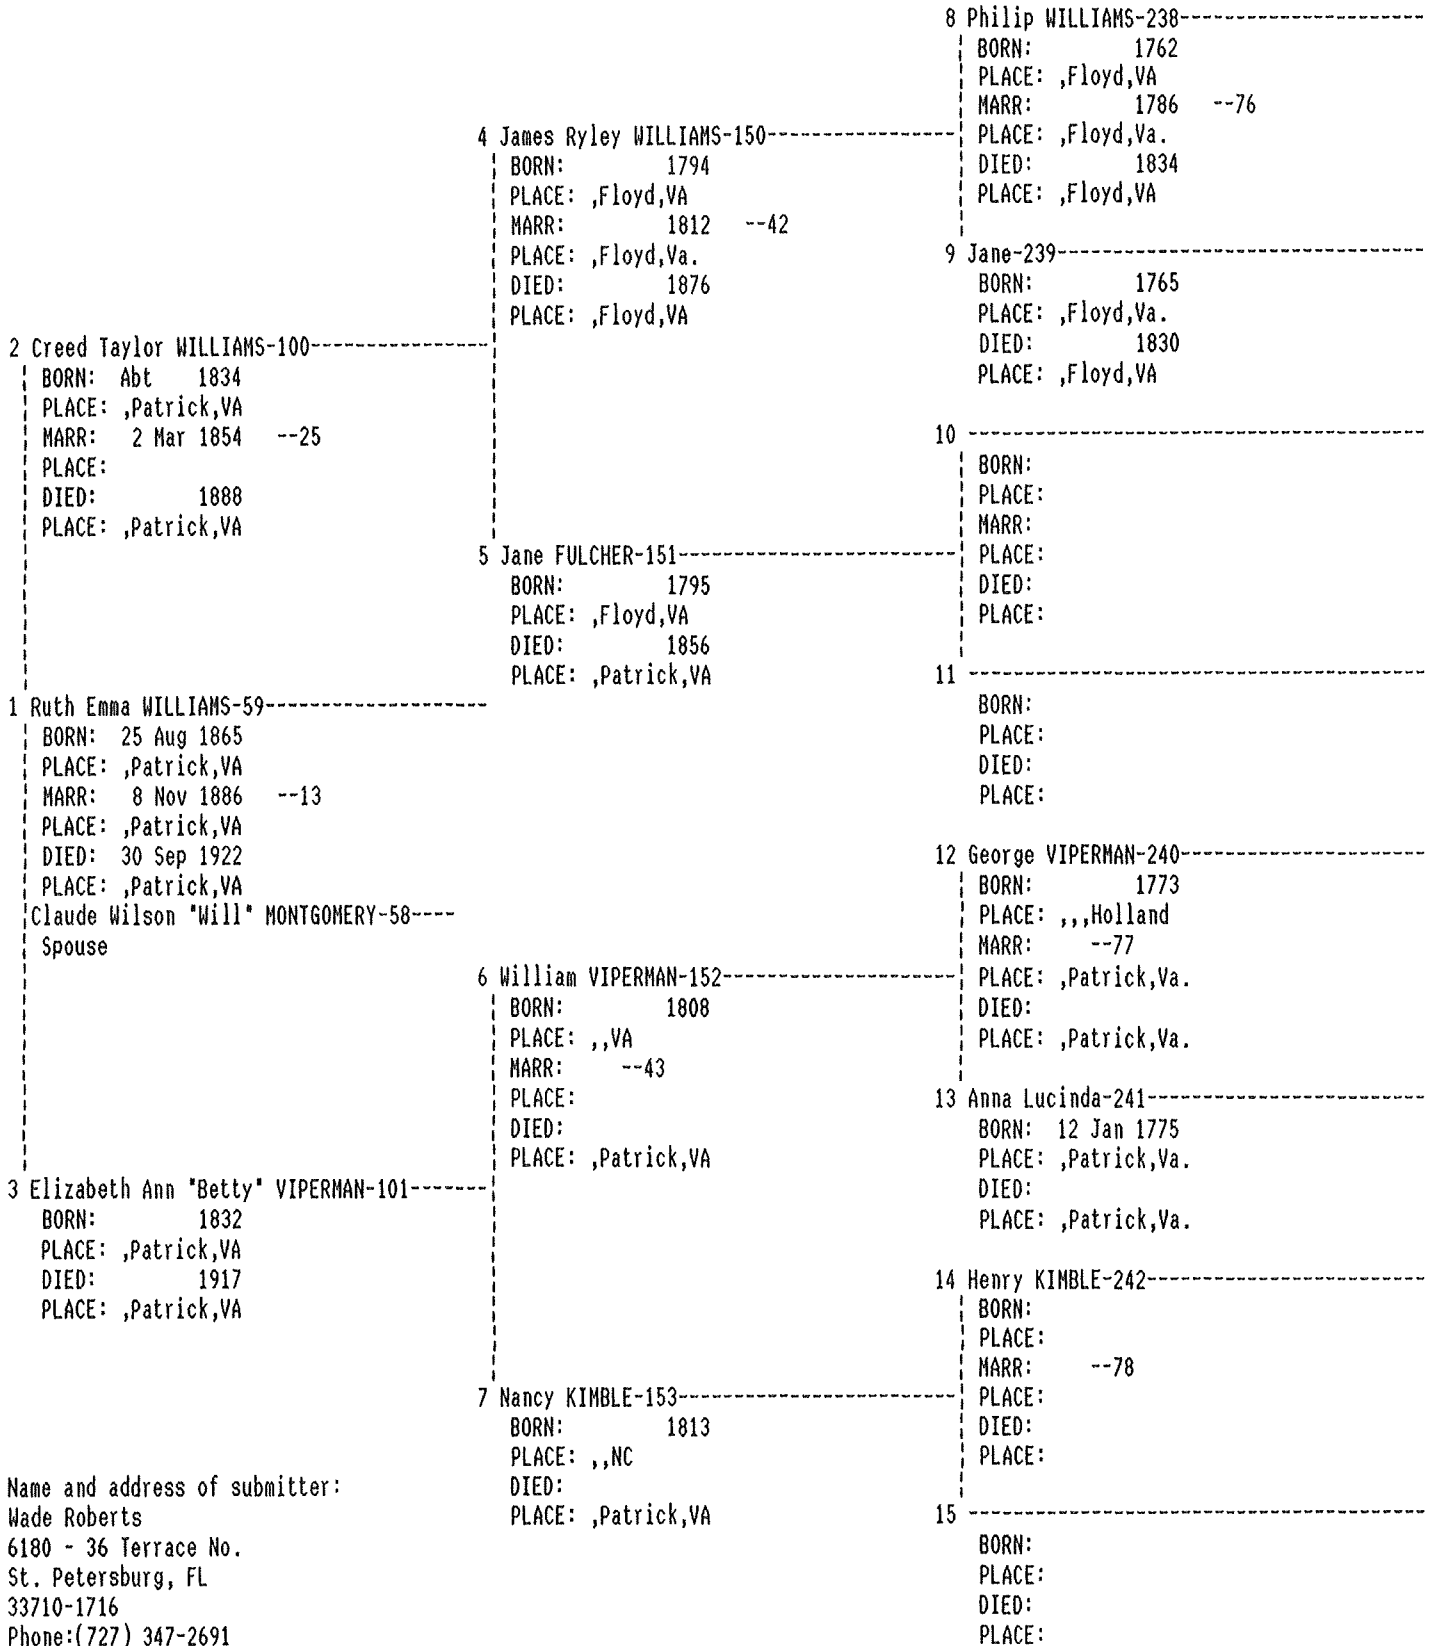 8 Philip WILLIAMS-238----------------------
BORN: 1762
PLACE: ,Floyd,VA
MARR: 1786 --76
PLACE: ,Floyd,Va.
DIED: 1834
PLACE: ,Floyd,VA
4 James Ryley WILLIAMS-150-----------------
BORN: 1794
PLACE: ,Floyd,VA
MARR: 1812 --42
PLACE: ,Floyd,Va.
DIED: 1876
PLACE: ,Floyd,VA
9 Jane-239---------------------------------
BORN: 1765
PLACE: ,Floyd,Va.
DIED: 1830
PLACE: ,Floyd,VA
2 Creed Taylor WILLIAMS-100----------------
BORN: Abt 1834
PLACE: ,Patrick,VA
MARR: 2 Mar 1854 --25
PLACE:
DIED: 1888
PLACE: ,Patrick,VA
10 -----------------------------------------
BORN:
PLACE:
MARR:
PLACE:
DIED:
PLACE:
5 Jane FULCHER-151-------------------------
BORN: 1795
PLACE: ,Floyd,VA
DIED: 1856
PLACE: ,Patrick,VA
11 -----------------------------------------
BORN:
PLACE:
DIED:
PLACE:
1 Ruth Emma WILLIAMS-59--------------------
BORN: 25 Aug 1865
PLACE: ,Patrick,VA
MARR: 8 Nov 1886 --13
PLACE: ,Patrick,VA
DIED: 30 Sep 1922
PLACE: ,Patrick,VA
Claude Wilson "Will" MONTGOMERY-58----
Spouse
12 George VIPERMAN-240----------------------
BORN: 1773
PLACE: ,,,Holland
MARR: --77
PLACE: ,Patrick,Va.
DIED:
PLACE: ,Patrick,Va.
6 William VIPERMAN-152---------------------
BORN: 1808
PLACE: ,,VA
MARR: --43
PLACE:
DIED:
PLACE: ,Patrick,VA
13 Anna Lucinda-241-------------------------
BORN: 12 Jan 1775
PLACE: ,Patrick,Va.
DIED:
PLACE: ,Patrick,Va.
3 Elizabeth Ann "Betty" VIPERMAN-101-------
BORN: 1832
PLACE: ,Patrick,VA
DIED: 1917
PLACE: ,Patrick,VA
14 Henry KIMBLE-242-------------------------
BORN:
PLACE:
MARR: --78
PLACE:
DIED:
PLACE:
7 Nancy KIMBLE-153-------------------------
BORN: 1813
PLACE: ,,NC
DIED:
PLACE: ,Patrick,VA
15 -----------------------------------------
BORN:
PLACE:
DIED:
PLACE:
Name and address of submitter:
Wade Roberts
6180 - 36 Terrace No.
St. Petersburg, FL
33710-1716
Phone:(727) 347-2691